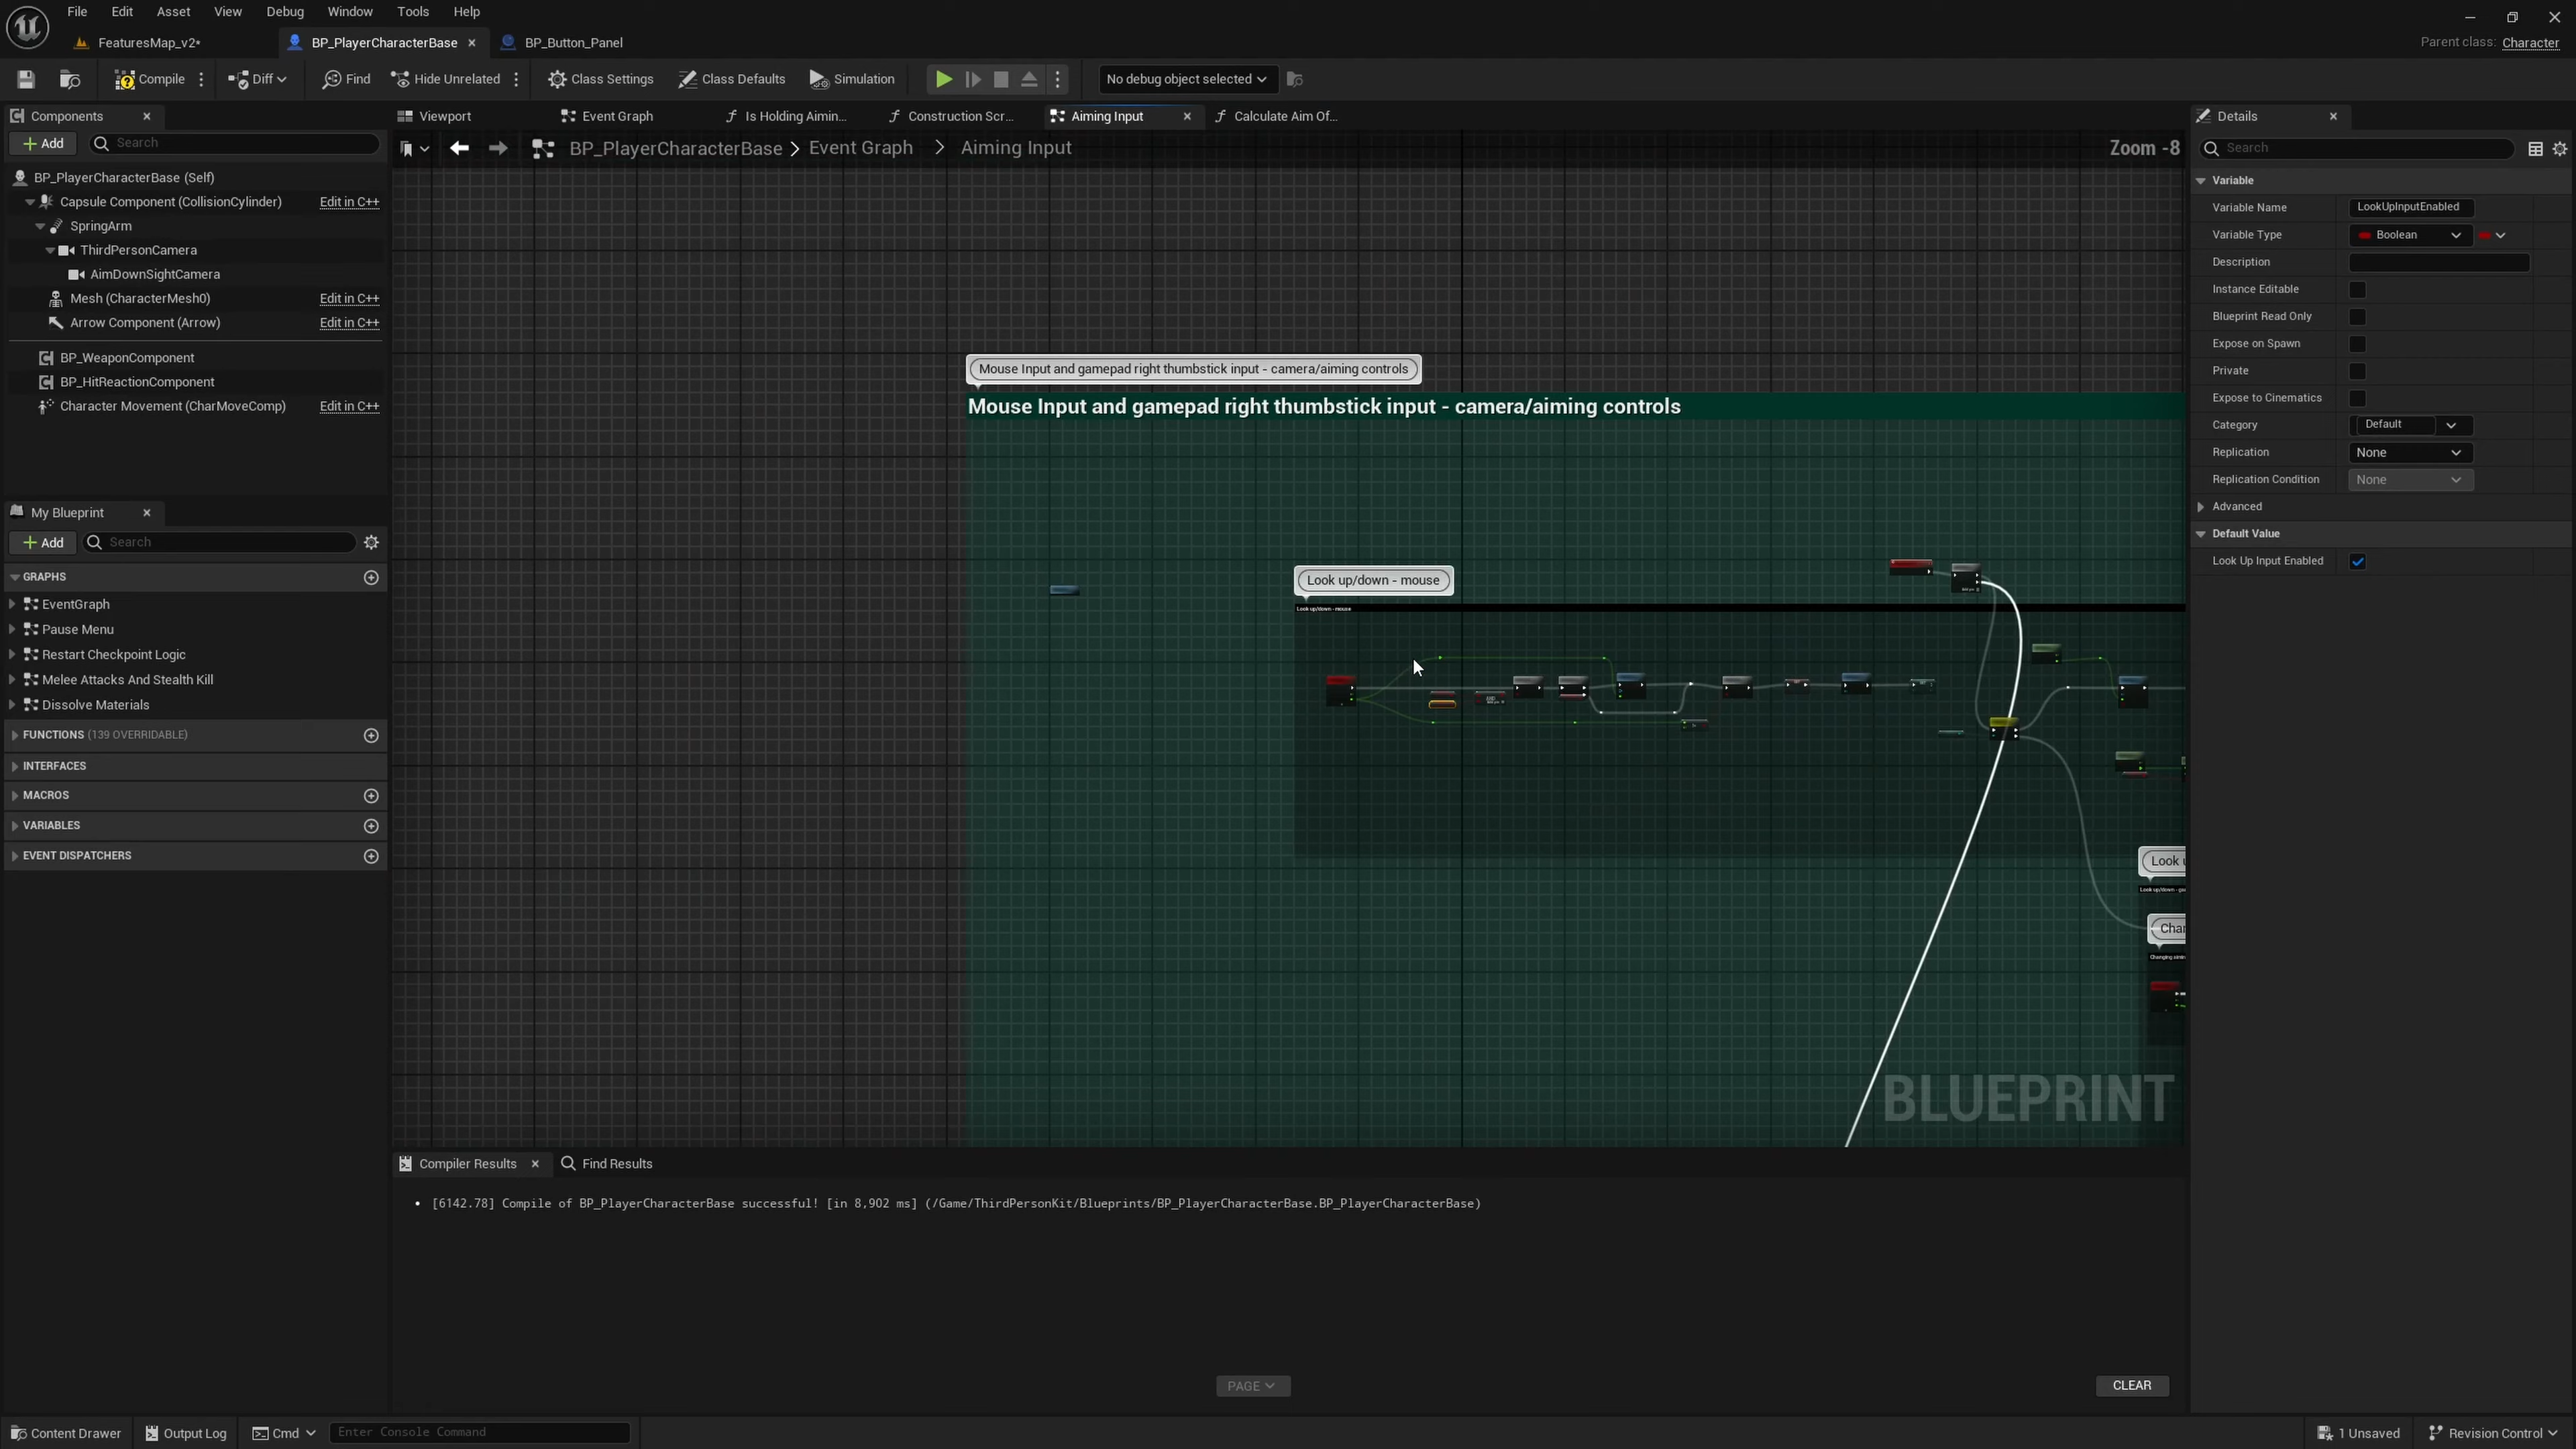 File Edit Asset View Debug Window Tools Help
FeaturesMap_v2*
BP_PlayerCharacterBase
BP_Button_Panel
Parent class: Character
Compile
Diff
Find
Hide Unrelated
Class Settings
Class Defaults
Simulation
No debug object selected
Components
Add
Search
BP_PlayerCharacterBase (Self)
Capsule Component (CollisionCylinder) Edit in C++
SpringArm
ThirdPersonCamera
AimDownSightCamera
Mesh (CharacterMesh0) Edit in C++
Arrow Component (Arrow) Edit in C++
BP_WeaponComponent
BP_HitReactionComponent
Character Movement (CharMoveComp) Edit in C++
My Blueprint
Add
Search
GRAPHS
EventGraph
Pause Menu
Restart Checkpoint Logic
Melee Attacks And Stealth Kill
Dissolve Materials
FUNCTIONS (139 OVERRIDABLE)
INTERFACES
MACROS
VARIABLES
EVENT DISPATCHERS
Viewport
Event Graph
Is Holding Aimin...
Construction Scr...
Aiming Input
Calculate Aim Of...
BP_PlayerCharacterBase > Event Graph > Aiming Input
Zoom -8
Mouse Input and gamepad right thumbstick input - camera/aiming controls
Mouse Input and gamepad right thumbstick input - camera/aiming controls
Look up/down - mouse
Look up/down - mouse
AND
Look u
Char
BLUEPRINT
Compiler Results
Find Results
[6142.78] Compile of BP_PlayerCharacterBase successful! [in 8,902 ms] (/Game/ThirdPersonKit/Blueprints/BP_PlayerCharacterBase.BP_PlayerCharacterBase)
PAGE
CLEAR
Details
Search
Variable
Variable Name LookUpInputEnabled
Variable Type Boolean
Description
Instance Editable
Blueprint Read Only
Expose on Spawn
Private
Expose to Cinematics
Category Default
Replication None
Replication Condition None
Advanced
Default Value
Look Up Input Enabled
Content Drawer
Output Log
Cmd
Enter Console Command
1 Unsaved
Revision Control